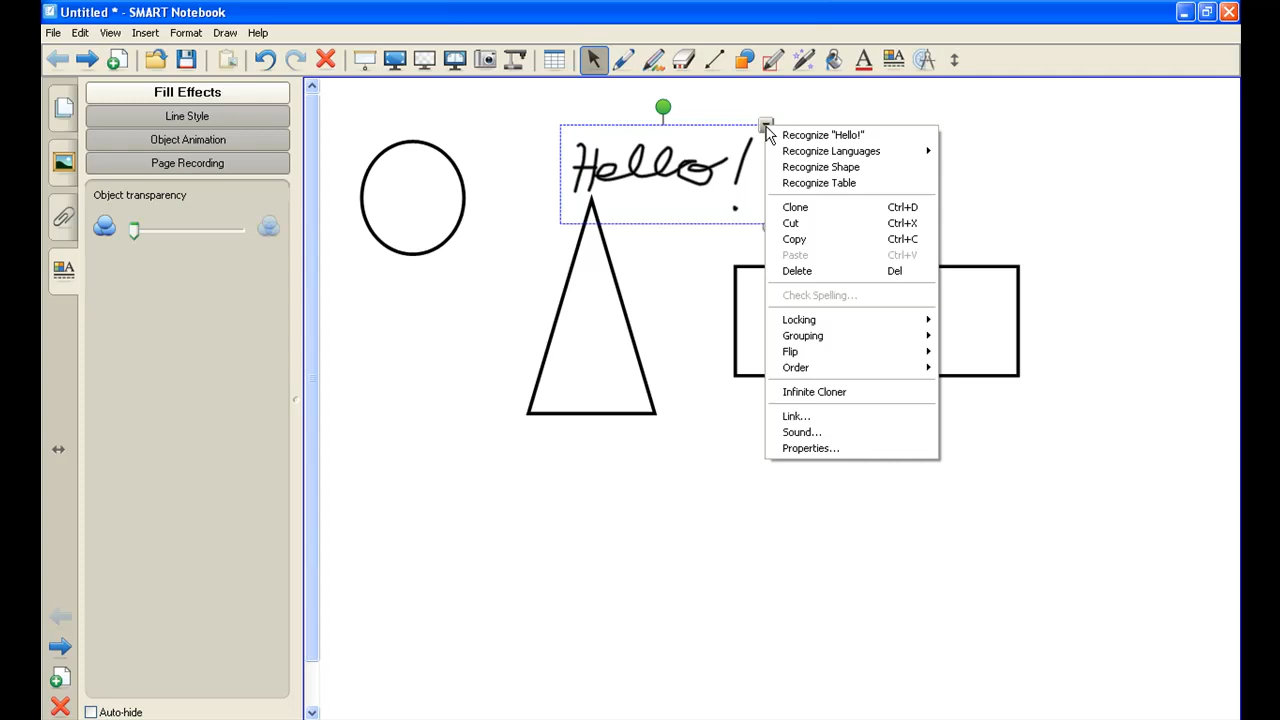 Untitled * - SMART Notebook
File Edit View Insert Format Draw Help
Fill Effects
Line Style
Object Animation
Page Recording
Object transparency
Auto-hide
Hello!
Recognize "Hello!"
Recognize Languages
Recognize Shape
Recognize Table
Clone Ctrl+D
Cut Ctrl+X
Copy Ctrl+C
Paste Ctrl+V
Delete Del
Check Spelling...
Locking
Grouping
Flip
Order
Infinite Cloner
Link...
Sound...
Properties...